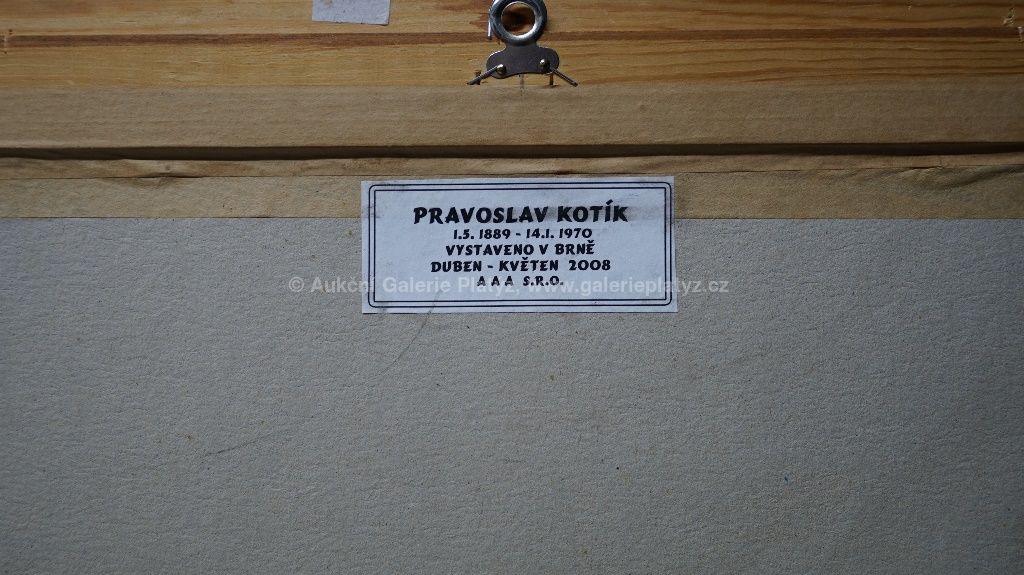 PRAVOSLAV KOTÍK
1.5. 1889 - 14.1. 1970
VYSTAVENO V BRNĚ
DUBEN - KVĚTEN 2008
© Aukční Galerie Platýz, www.galerieplatyz.cz
A A A S.R.O.